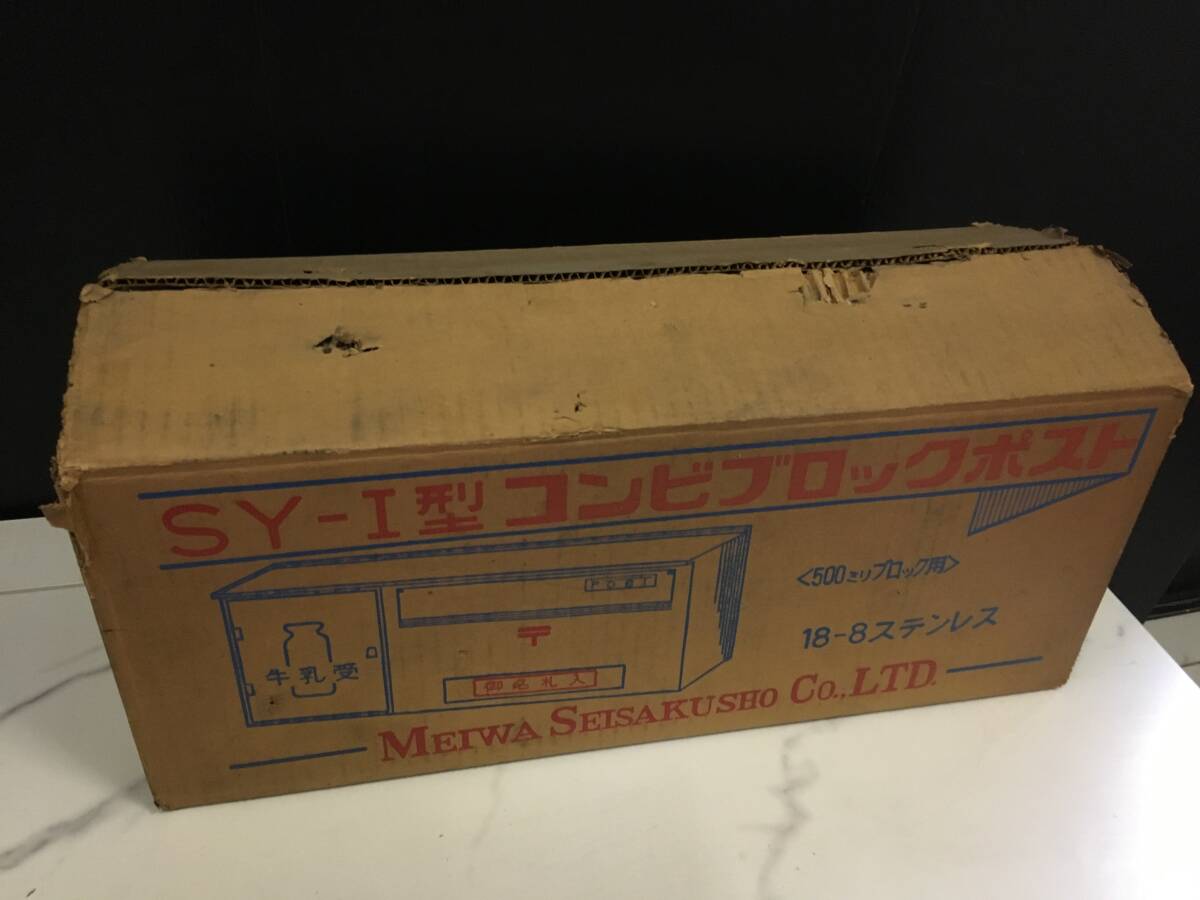 SY-I型 コンビブロックポスト
<500ミリブロック用>
18-8ステンレス
POST
〒
牛乳受
御名札入
MEIWA SEISAKUSHO CO.,LTD.